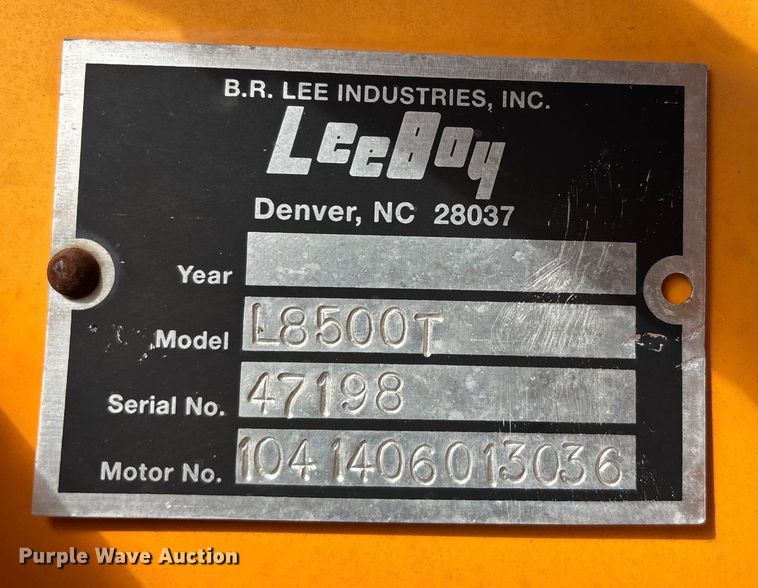 B.R. LEE INDUSTRIES, INC.
LeeBoy
Denver, NC 28037
Year
Model L8500T
Serial No. 47198
Motor No. 104 1406013036
Purple Wave Auction